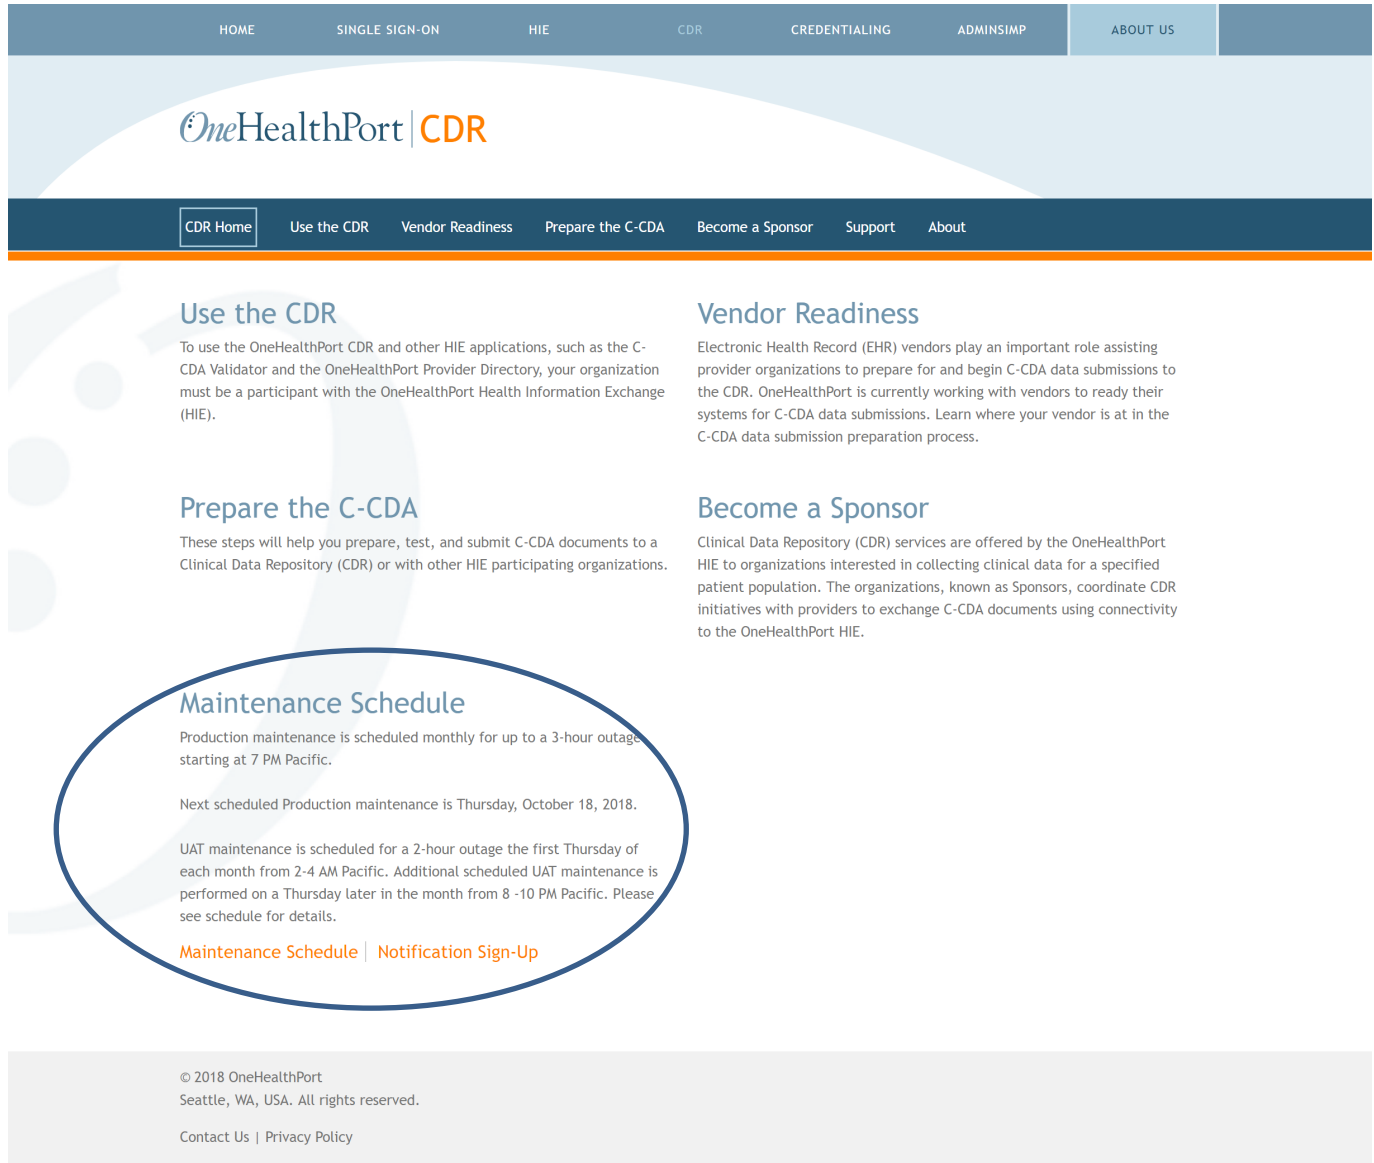 HOME SINGLE SIGN-ON HIE CDR CREDENTIALING ADMINSIMP ABOUT US
OneHealthPort CDR
CDR Home Use the CDR Vendor Readiness Prepare the C-CDA Become a Sponsor Support About
Use the CDR
To use the OneHealthPort CDR and other HIE applications, such as the C-
CDA Validator and the OneHealthPort Provider Directory, your organization
must be a participant with the OneHealthPort Health Information Exchange
(HIE).
Vendor Readiness
Electronic Health Record (EHR) vendors play an important role assisting
provider organizations to prepare for and begin C-CDA data submissions to
the CDR. OneHealthPort is currently working with vendors to ready their
systems for C-CDA data submissions. Learn where your vendor is at in the
C-CDA data submission preparation process.
Prepare the C-CDA
These steps will help you prepare, test, and submit C-CDA documents to a
Clinical Data Repository (CDR) or with other HIE participating organizations.
Become a Sponsor
Clinical Data Repository (CDR) services are offered by the OneHealthPort
HIE to organizations interested in collecting clinical data for a specified
patient population. The organizations, known as Sponsors, coordinate CDR
initiatives with providers to exchange C-CDA documents using connectivity
to the OneHealthPort HIE.
Maintenance Schedule
Production maintenance is scheduled monthly for up to a 3-hour outage
starting at 7 PM Pacific.
Next scheduled Production maintenance is Thursday, October 18, 2018.
UAT maintenance is scheduled for a 2-hour outage the first Thursday of
each month from 2-4 AM Pacific. Additional scheduled UAT maintenance is
performed on a Thursday later in the month from 8 -10 PM Pacific. Please
see schedule for details.
Maintenance Schedule Notification Sign-Up
© 2018 OneHealthPort
Seattle, WA, USA. All rights reserved.
Contact Us | Privacy Policy